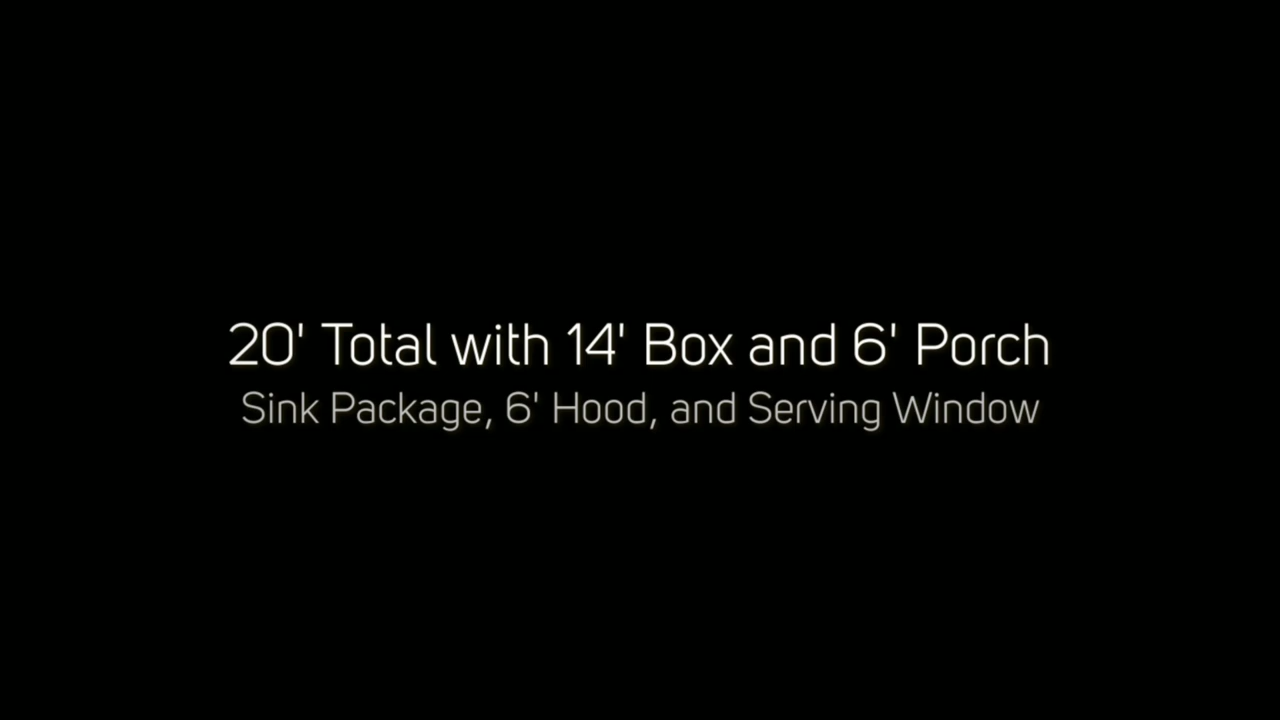 20' Total with 14' Box and 6' Porch
Sink Package, 6' Hood, and Serving Window